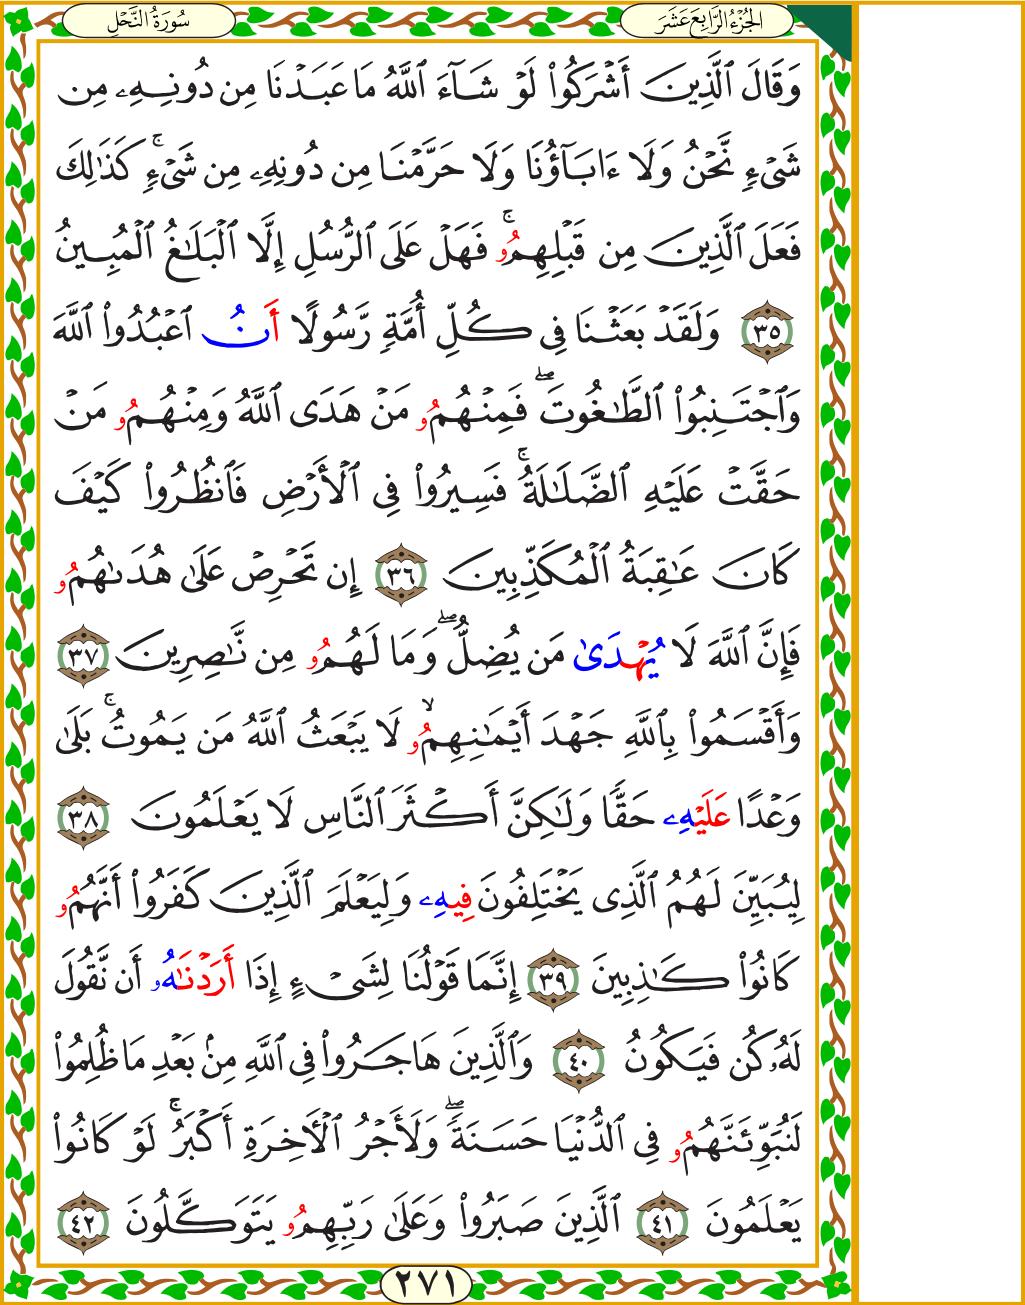 سُورَةُ النَّحْلِ
الجُزْءُ الرَّابِعَ عَشَرَ
وَقَالَ ٱلَّذِينَ أَشْرَكُوا۟ لَوْ شَآءَ ٱللَّهُ مَا عَبَدْنَا مِن دُونِهِۦ مِن
شَىْءٍ نَّحْنُ وَلَا ءَابَآؤُنَا وَلَا حَرَّمْنَا مِن دُونِهِۦ مِن شَىْءٍۚ كَذَٰلِكَ
فَعَلَ ٱلَّذِينَ مِن قَبْلِهِمُۥۚ فَهَلْ عَلَى ٱلرُّسُلِ إِلَّا ٱلْبَلَٰغُ ٱلْمُبِينُ
٣٥ وَلَقَدْ بَعَثْنَا فِى كُلِّ أُمَّةٍ رَّسُولًا أَنُ ٱعْبُدُوا۟ ٱللَّهَ
وَٱجْتَنِبُوا۟ ٱلطَّٰغُوتَۖ فَمِنْهُمُۥ مَنْ هَدَى ٱللَّهُ وَمِنْهُمُۥ مَنْ
حَقَّتْ عَلَيْهِ ٱلضَّلَٰلَةُۚ فَسِيرُوا۟ فِى ٱلْأَرْضِ فَٱنظُرُوا۟ كَيْفَ
كَانَ عَٰقِبَةُ ٱلْمُكَذِّبِينَ ٣٦ إِن تَحْرِصْ عَلَىٰ هُدَىٰهُمُۥ
فَإِنَّ ٱللَّهَ لَا يُهْدَىٰ مَن يُضِلُّۖ وَمَا لَهُمُۥ مِن نَّٰصِرِينَ ٣٧
وَأَقْسَمُوا۟ بِٱللَّهِ جَهْدَ أَيْمَٰنِهِمُۥۙ لَا يَبْعَثُ ٱللَّهُ مَن يَمُوتُۚ بَلَىٰ
وَعْدًا عَلَيْهِۦ حَقًّا وَلَٰكِنَّ أَكْثَرَ ٱلنَّاسِ لَا يَعْلَمُونَ ٣٨
لِيُبَيِّنَ لَهُمُ ٱلَّذِى يَخْتَلِفُونَ فِيهِۦ وَلِيَعْلَمَ ٱلَّذِينَ كَفَرُوا۟ أَنَّهُمُۥ
كَانُوا۟ كَٰذِبِينَ ٣٩ إِنَّمَا قَوْلُنَا لِشَىْءٍ إِذَا أَرَدْنَٰهُۥ أَن نَّقُولَ
لَهُۥ كُن فَيَكُونُ ٤٠ وَٱلَّذِينَ هَاجَرُوا۟ فِى ٱللَّهِ مِنۢ بَعْدِ مَا ظُلِمُوا۟
لَنُبَوِّئَنَّهُمُۥ فِى ٱلدُّنْيَا حَسَنَةًۖ وَلَأَجْرُ ٱلْـَٔاخِرَةِ أَكْبَرُۚ لَوْ كَانُوا۟
يَعْلَمُونَ ٤١ ٱلَّذِينَ صَبَرُوا۟ وَعَلَىٰ رَبِّهِمُۥ يَتَوَكَّلُونَ ٤٢
٢٧١